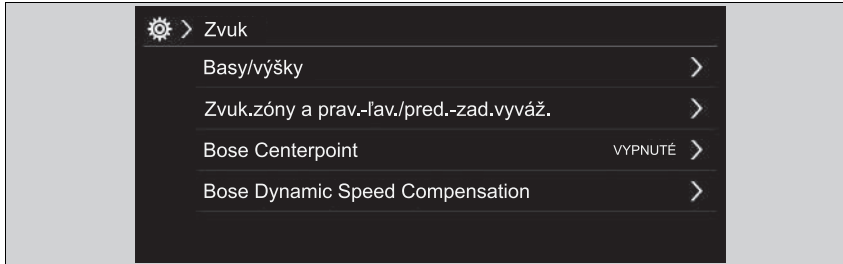 Zvuk
Basy/výšky
Zvuk.zóny a prav.-ľav./pred.-zad.vyváž.
Bose Centerpoint VYPNUTÉ
Bose Dynamic Speed Compensation